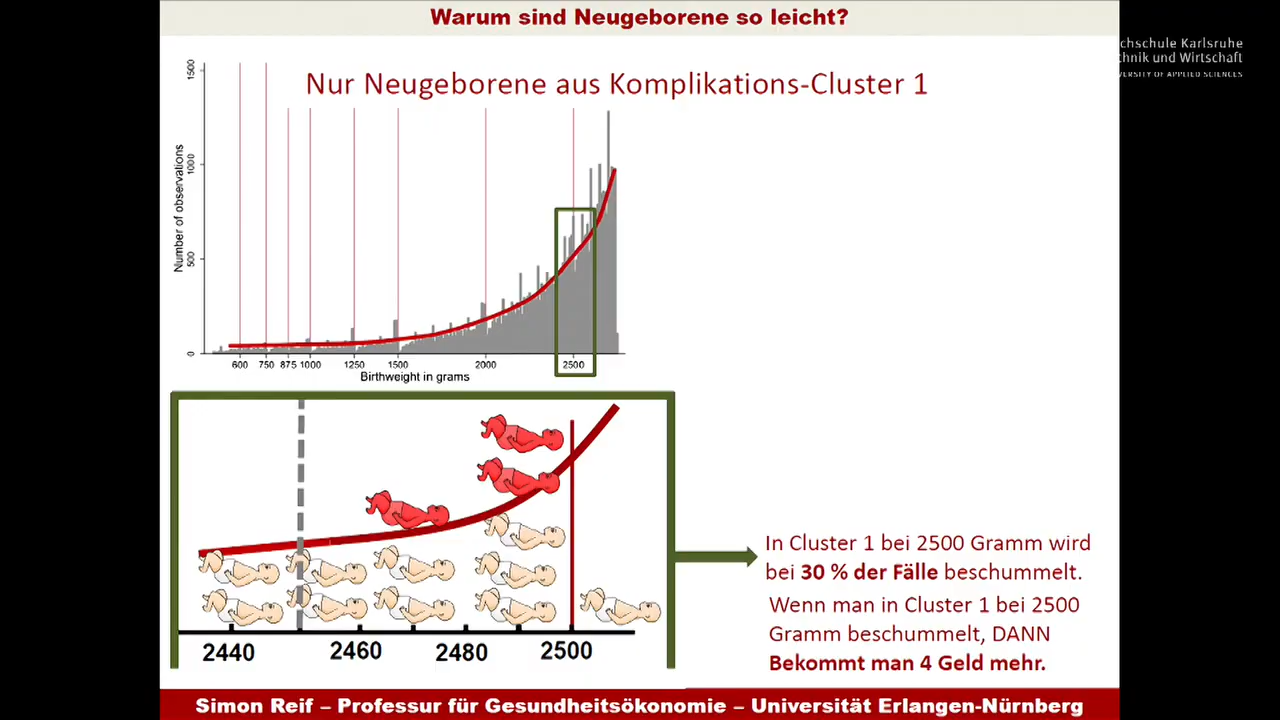 Warum sind Neugeborene so leicht?
chschule Karlsruhe
chnik und Wirtschaft
VERSITY OF APPLIED SCIENCES
Nur Neugeborene aus Komplikations-Cluster 1
Number of observations
1500
1000
500
0
600 750 875 1000 1250 1500 2000 2500
Birthweight in grams
2440 2460 2480 2500
In Cluster 1 bei 2500 Gramm wird
bei 30 % der Fälle beschummelt.
Wenn man in Cluster 1 bei 2500
Gramm beschummelt, DANN
Bekommt man 4 Geld mehr.
Simon Reif – Professur für Gesundheitsökonomie – Universität Erlangen-Nürnberg